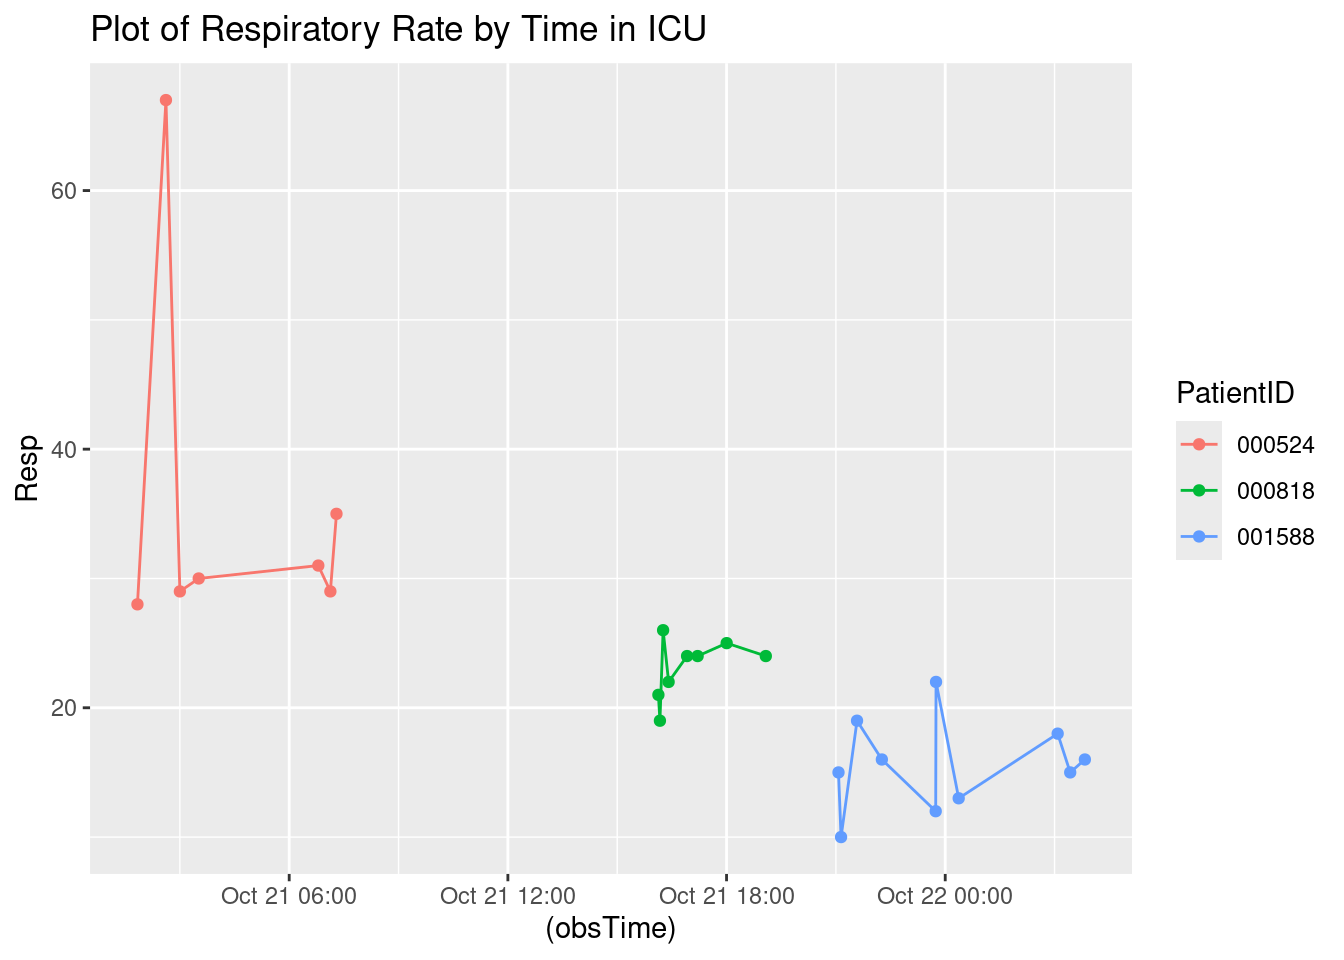 Plot of Respiratory Rate by Time in ICU
60
40
20
Resp
Oct 21 06:00
Oct 21 12:00
Oct 21 18:00
Oct 22 00:00
(obsTime)
PatientID
000524
000818
001588